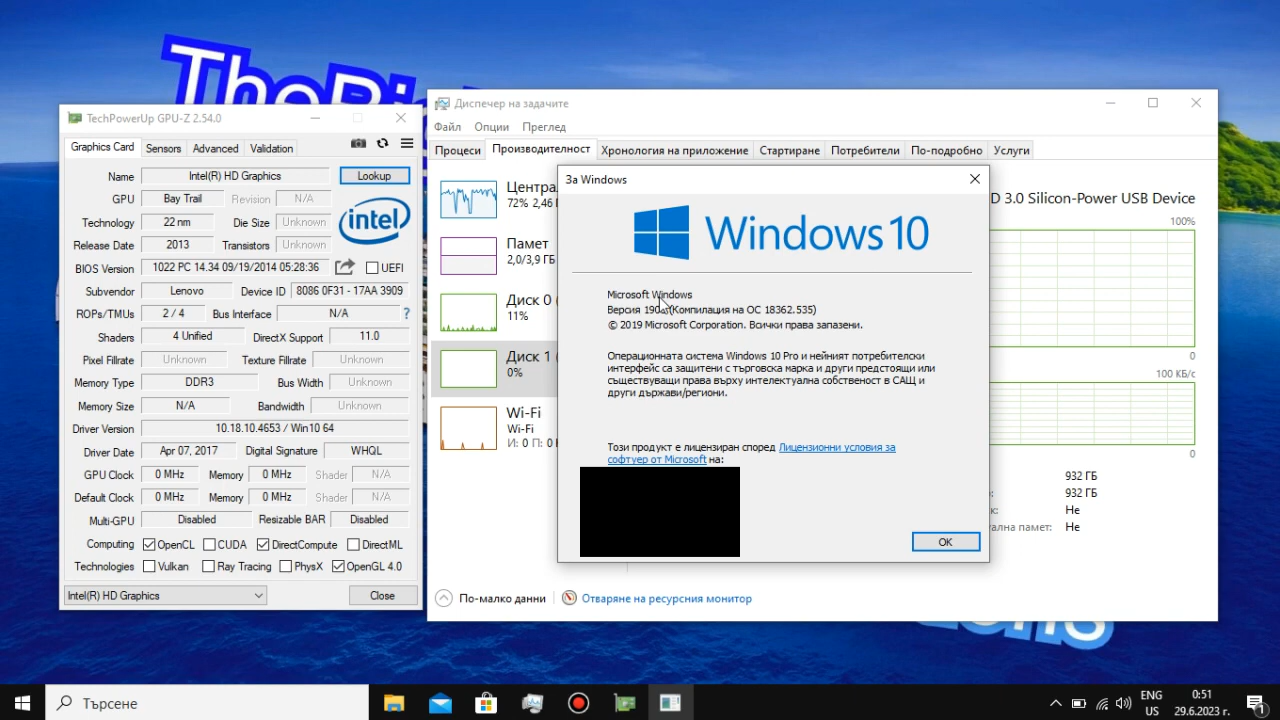 TechPowerUp GPU-Z 2.54.0
Graphics Card
Sensors
Advanced
Validation
Name
Intel(R) HD Graphics
Lookup
GPU
Bay Trail
Revision
N/A
Technology
22 nm
Die Size
Unknown
Release Date
2013
Transistors
Unknown
intel
BIOS Version
1022 PC 14.34 09/19/2014 05:28:36
UEFI
Subvendor
Lenovo
Device ID
8086 0F31 - 17AA 3909
ROPs/TMUs
2 / 4
Bus Interface
N/A
?
Shaders
4 Unified
DirectX Support
11.0
Pixel Fillrate
Unknown
Texture Fillrate
Unknown
Memory Type
DDR3
Bus Width
Unknown
Memory Size
N/A
Bandwidth
Unknown
Driver Version
10.18.10.4653 / Win10 64
Driver Date
Apr 07, 2017
Digital Signature
WHQL
GPU Clock
0 MHz
Memory
0 MHz
Shader
N/A
Default Clock
0 MHz
Memory
0 MHz
Shader
N/A
Multi-GPU
Disabled
Resizable BAR
Disabled
Computing
OpenCL
CUDA
DirectCompute
DirectML
Technologies
Vulkan
Ray Tracing
PhysX
OpenGL 4.0
Intel(R) HD Graphics
Close
Диспечер на задачите
Файл Опции Преглед
Процеси
Производителност
Хронология на приложение
Стартиране
Потребители
По-подробно
Услуги
72% 2,46
Памет
2,0/3,9 ГБ
Диск 0
11%
Диск 1
0%
Wi-Fi
Wi-Fi
И: 0 П: 0
3.0 Silicon-Power USB Device
100%
0
100 КБ/с
0
932 ГБ
932 ГБ
Не
памет:
Не
По-малко данни
Отваряне на ресурсния монитор
За Windows
Windows 10
Microsoft Windows
Версия (Компилация на ОС 18362.535)
© 2019 Microsoft Corporation. Всички права запазени.
Операционната система Windows 10 Pro и нейният потребителски
интерфейс са защитени с търговска марка и други предстоящи или
съществуващи права върху интелектуална собственост в САЩ и
други държави/региони.
Този продукт е лицензиран според Лицензионни условия за
софтуер от Microsoft на:
OK
Търсене
ENG
US
0:51
29.6.2023 г.
1